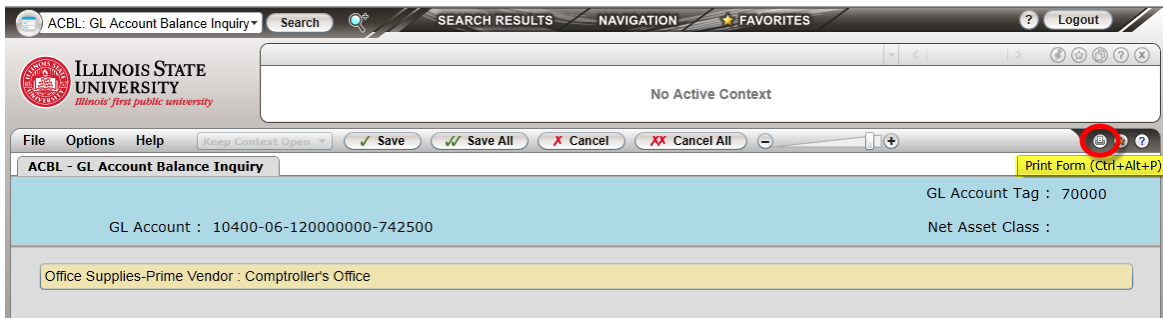 ACBL: GL Account Balance Inquiry Search SEARCH RESULTS NAVIGATION FAVORITES ? Logout
ILLINOIS STATE
UNIVERSITY
Illinois' first public university
No Active Context
File Options Help Keep Context Open Save Save All Cancel Cancel All ?
ACBL - GL Account Balance Inquiry
Print Form (Ctrl+Alt+P)
GL Account Tag : 70000
GL Account : 10400-06-120000000-742500 Net Asset Class :
Office Supplies-Prime Vendor : Comptroller's Office